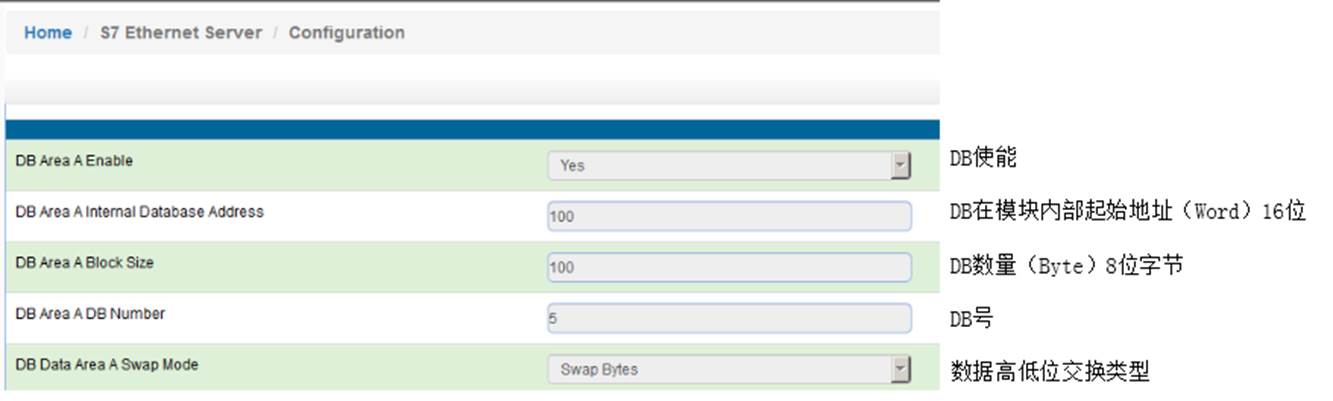 Home / S7 Ethernet Server / Configuration
DB Area A Enable Yes DB使能
DB Area A Internal Database Address 100 DB在模块内部起始地址（Word）16位
DB Area A Block Size 100 DB数量（Byte）8位字节
DB Area A DB Number 5 DB号
DB Data Area A Swap Mode Swap Bytes 数据高低位交换类型